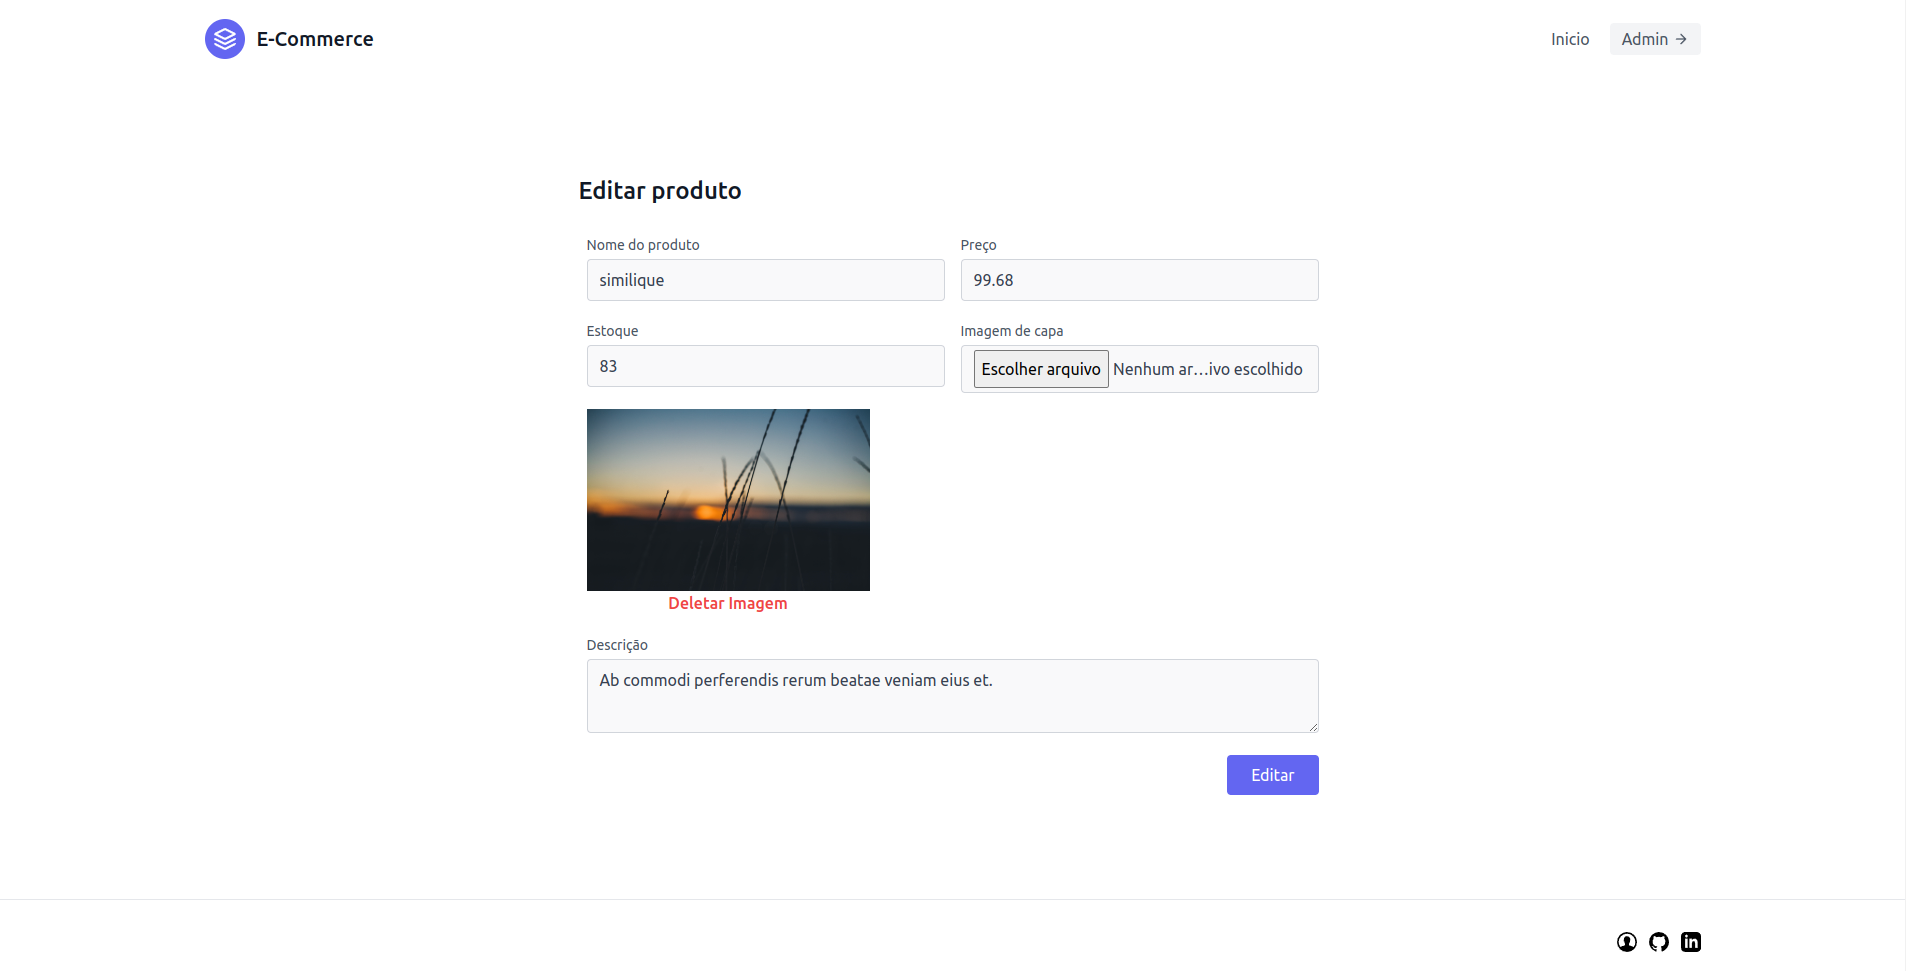 E-Commerce
Inicio
Admin →
Editar produto
Nome do produto
Preço
similique
99.68
Estoque
Imagem de capa
83
Escolher arquivo Nenhum ar…ivo escolhido
Deletar Imagem
Descrição
Ab commodi perferendis rerum beatae veniam eius et.
Editar
in